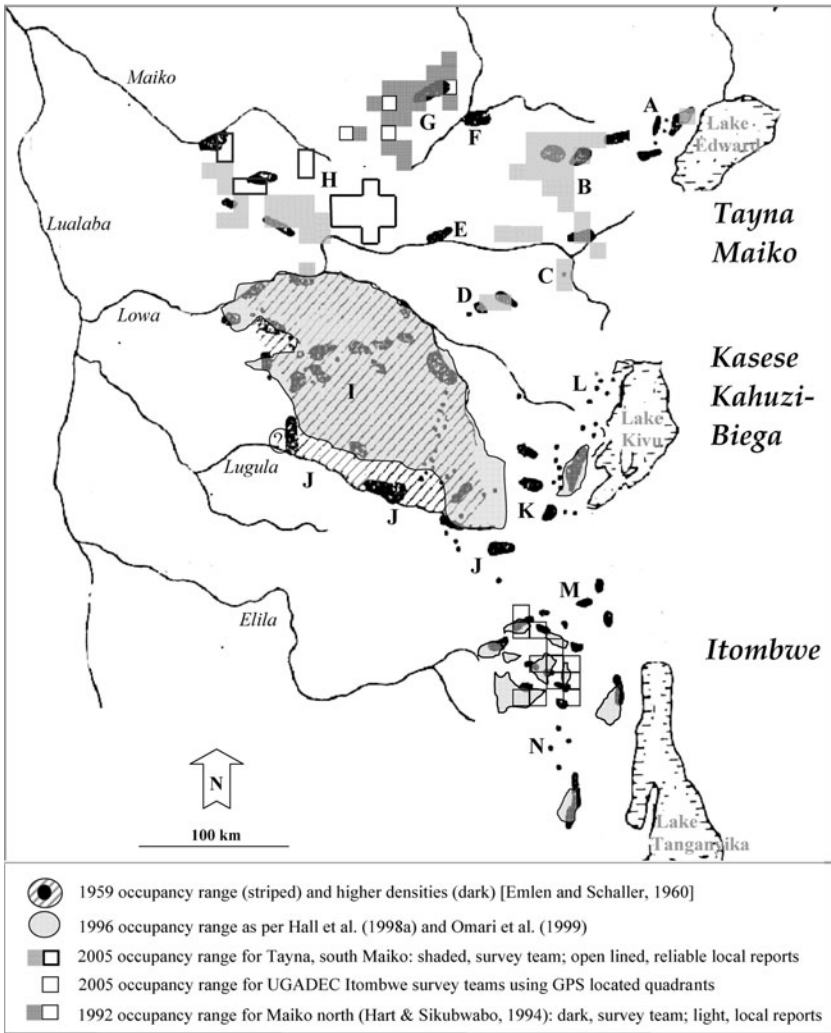 Maiko
A
Lake
Edward
G
F
H
B
Lualaba
E
Tayna
Maiko
C
D
Lowa
Kasese
Kahuzi-
Biega
L
I
Lake
Kivu
?
Lugula
J
J
K
J
M
Elila
Itombwe
N
N
100 km
Lake
Tanganyika
1959 occupancy range (striped) and higher densities (dark) [Emlen and Schaller, 1960]
1996 occupancy range as per Hall et al. (1998a) and Omari et al. (1999)
2005 occupancy range for Tayna, south Maiko: shaded, survey team; open lined, reliable local reports
2005 occupancy range for UGADEC Itombwe survey teams using GPS located quadrants
1992 occupancy range for Maiko north (Hart & Sikubwabo, 1994): dark, survey team; light, local reports